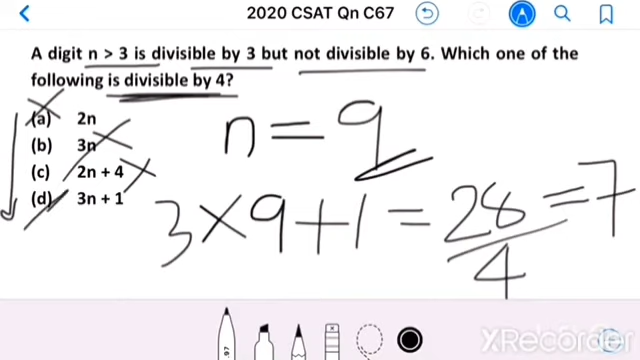 2020 CSAT Qn C67
A digit n > 3 is divisible by 3 but not divisible by 6. Which one of the
following is divisible by 4?
(a) 2n
(b) 3n
(c) 2n + 4
(d) 3n + 1
n = 9
3 × 9 + 1 = 28/4 = 7
97
XRecorder